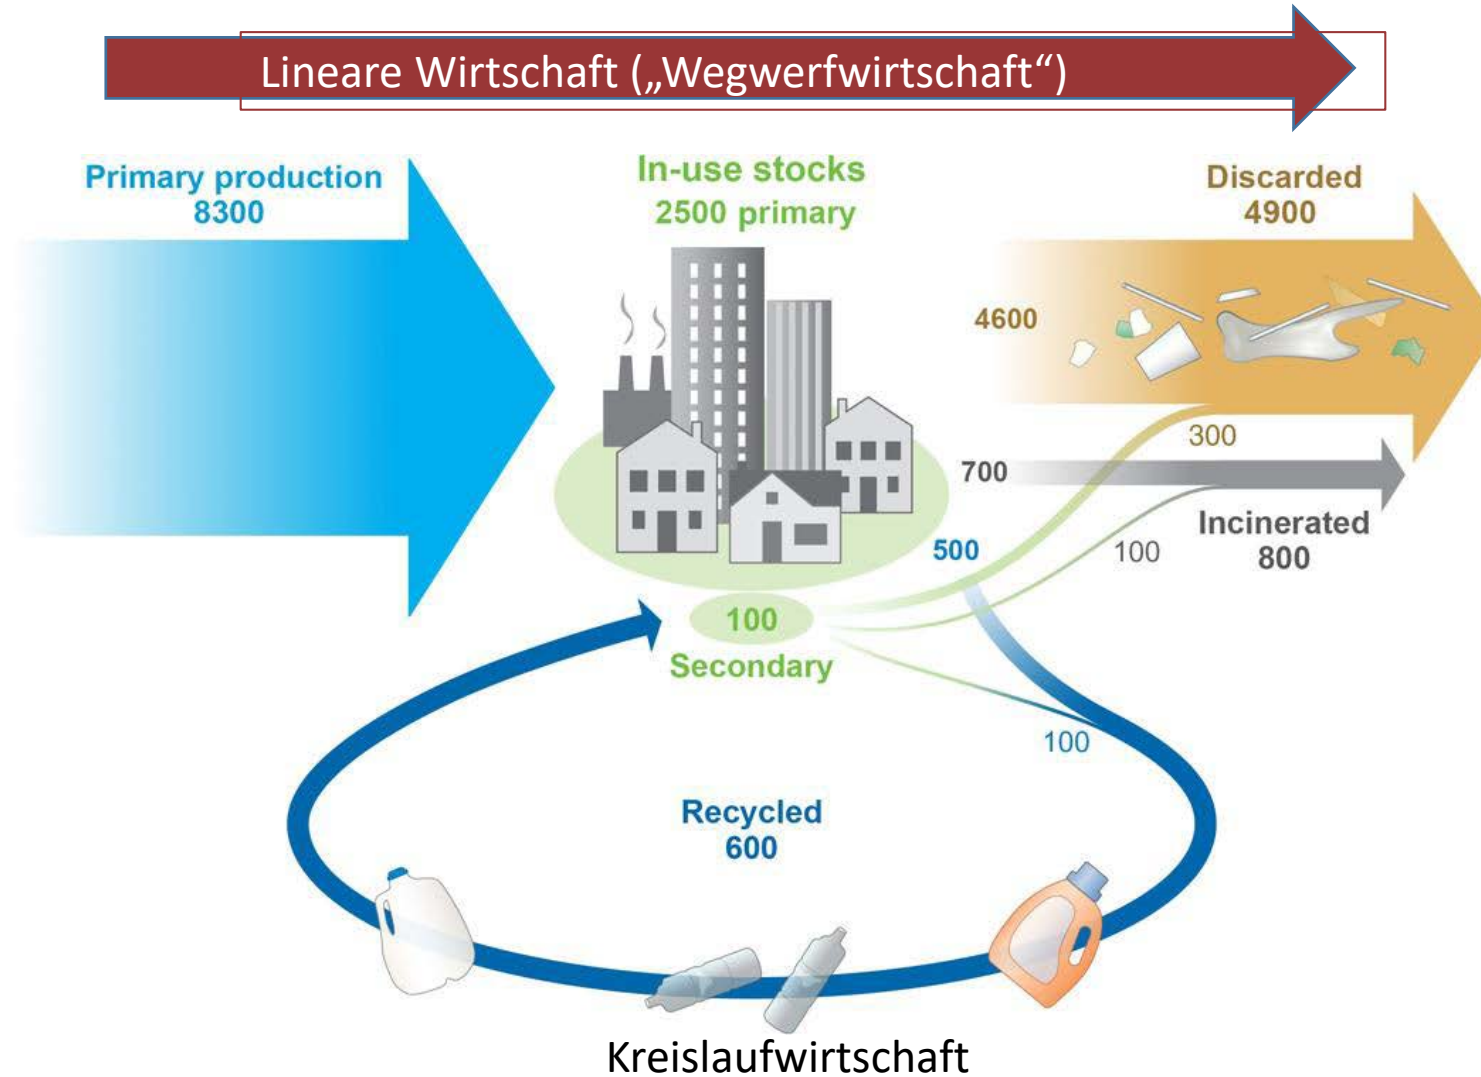 Lineare Wirtschaft („Wegwerfwirtschaft“)
Primary production
8300
In-use stocks
2500 primary
Discarded
4900
4600
300
700
Incinerated
800
500
100
100
Secondary
100
Recycled
600
Kreislaufwirtschaft